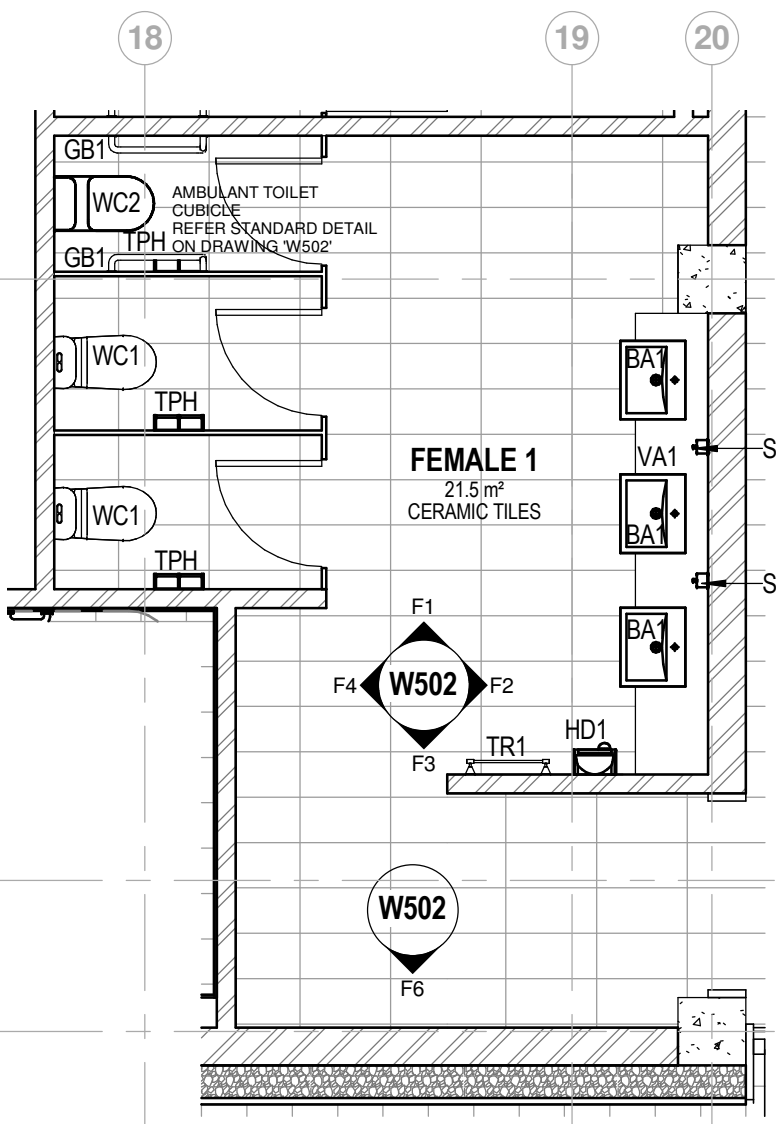 18
19
20
GB1
WC2
AMBULANT TOILET
CUBICLE
REFER STANDARD DETAIL
ON DRAWING 'W502'
TPH
GB1
WC1
TPH
BA1
FEMALE 1
21.5 m²
CERAMIC TILES
VA1
S
WC1
BA1
TPH
S
F1
BA1
F4
W502
F2
F3
TR1
HD1
W502
F6